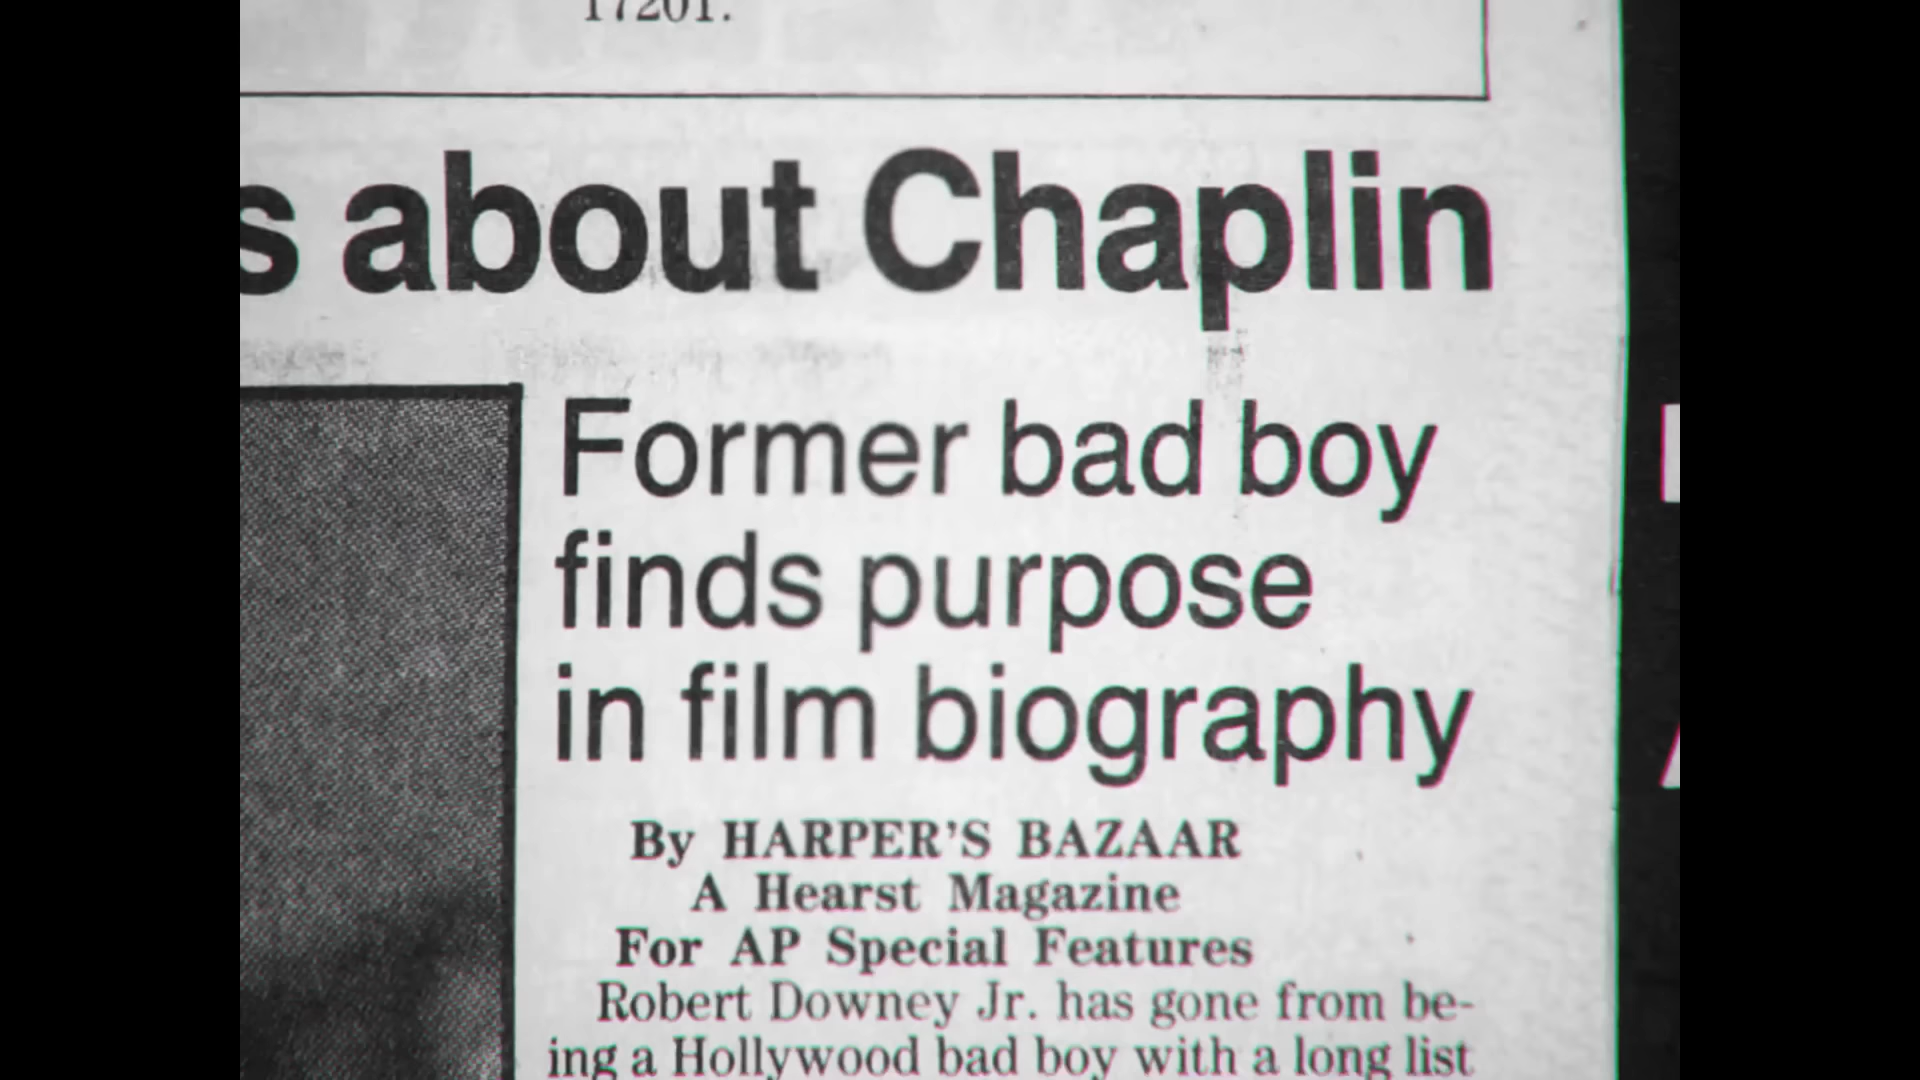 17201.
s about Chaplin
Former bad boy
finds purpose
in film biography
By HARPER'S BAZAAR
A Hearst Magazine
For AP Special Features
Robert Downey Jr. has gone from be-
ing a Hollywood bad boy with a long list